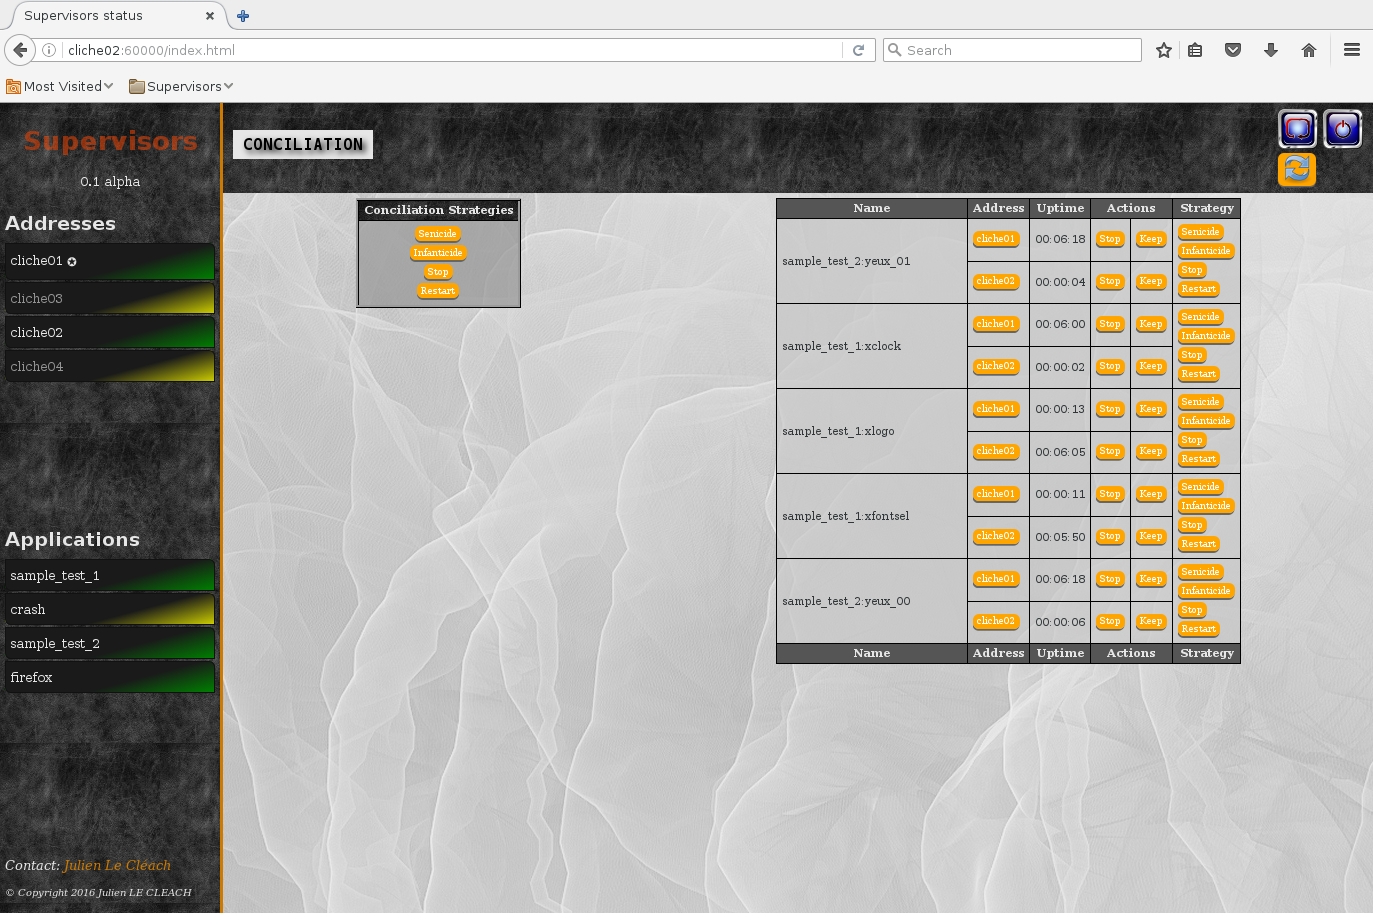 Supervisors status
cliche02:60000/index.html
Search
Most Visited
Supervisors
Supervisors
0.1 alpha
Addresses
cliche01
cliche03
cliche02
cliche04
Applications
sample_test_1
crash
sample_test_2
firefox
Contact: Julien Le Cléach
© Copyright 2016 Julien LE CLEACH
CONCILIATION
Conciliation Strategies
Senicide
Infanticide
Stop
Restart
Name Address Uptime Actions Strategy
sample_test_2:yeux_01
cliche01 00:06:18 Stop Keep
cliche02 00:00:04 Stop Keep
Senicide
Infanticide
Stop
Restart
sample_test_1:xclock
cliche01 00:06:00 Stop Keep
cliche02 00:00:02 Stop Keep
Senicide
Infanticide
Stop
Restart
sample_test_1:xlogo
cliche01 00:00:13 Stop Keep
cliche02 00:06:05 Stop Keep
Senicide
Infanticide
Stop
Restart
sample_test_1:xfontsel
cliche01 00:00:11 Stop Keep
cliche02 00:05:50 Stop Keep
Senicide
Infanticide
Stop
Restart
sample_test_2:yeux_00
cliche01 00:06:18 Stop Keep
cliche02 00:00:06 Stop Keep
Senicide
Infanticide
Stop
Restart
Name Address Uptime Actions Strategy